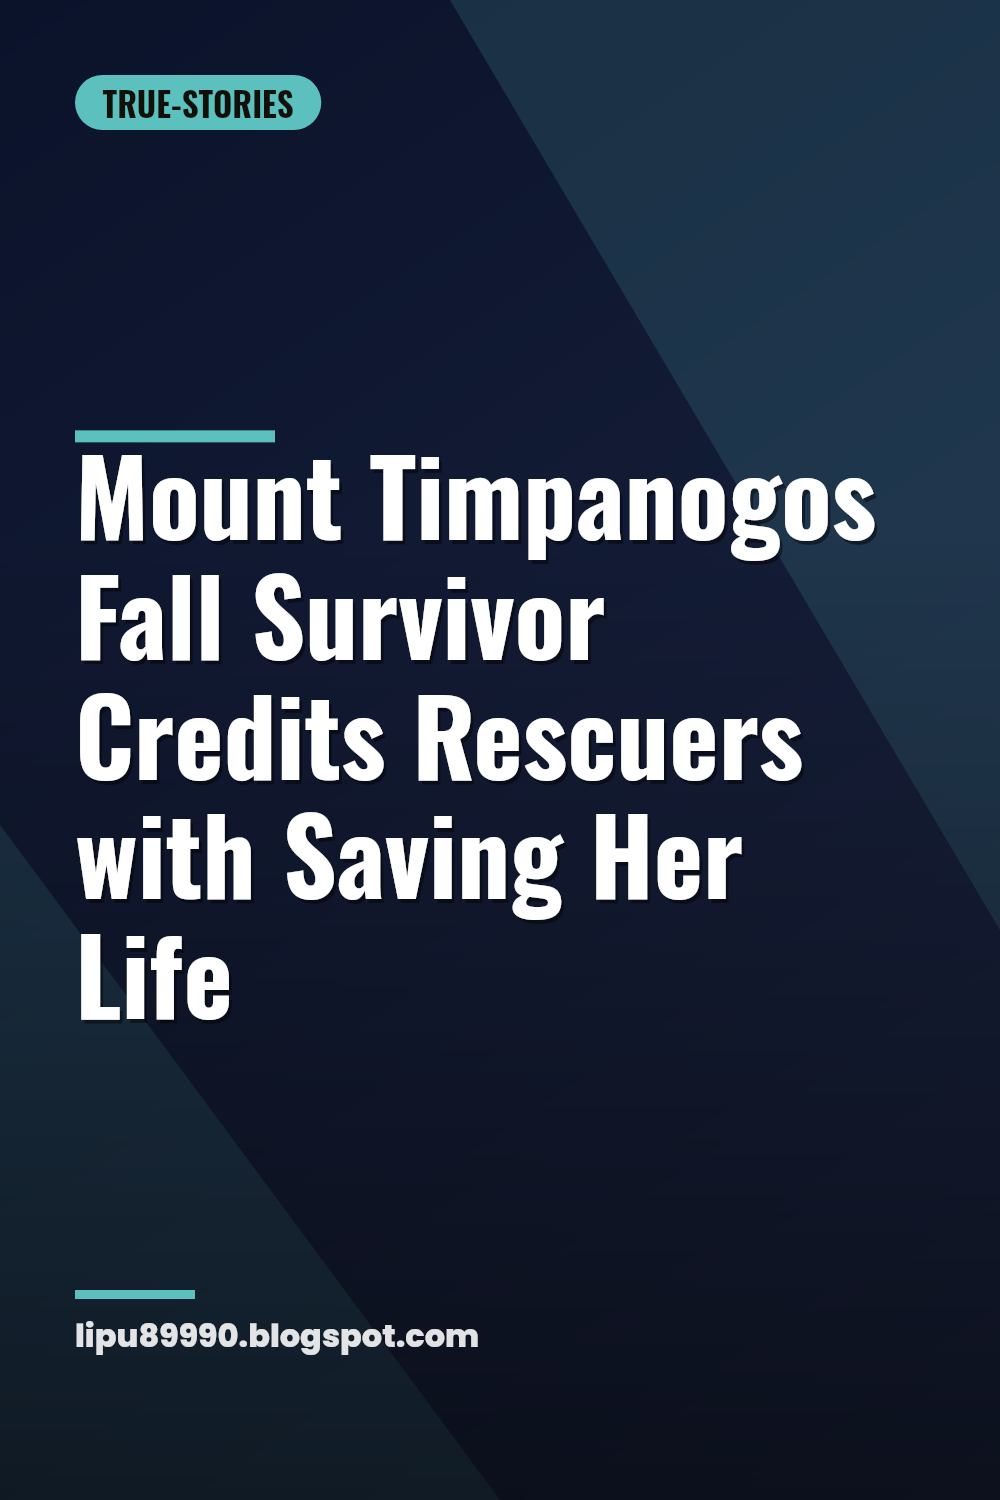 TRUE-STORIES
Mount Timpanogos
Fall Survivor
Credits Rescuers
with Saving Her
Life
lipu89990.blogspot.com